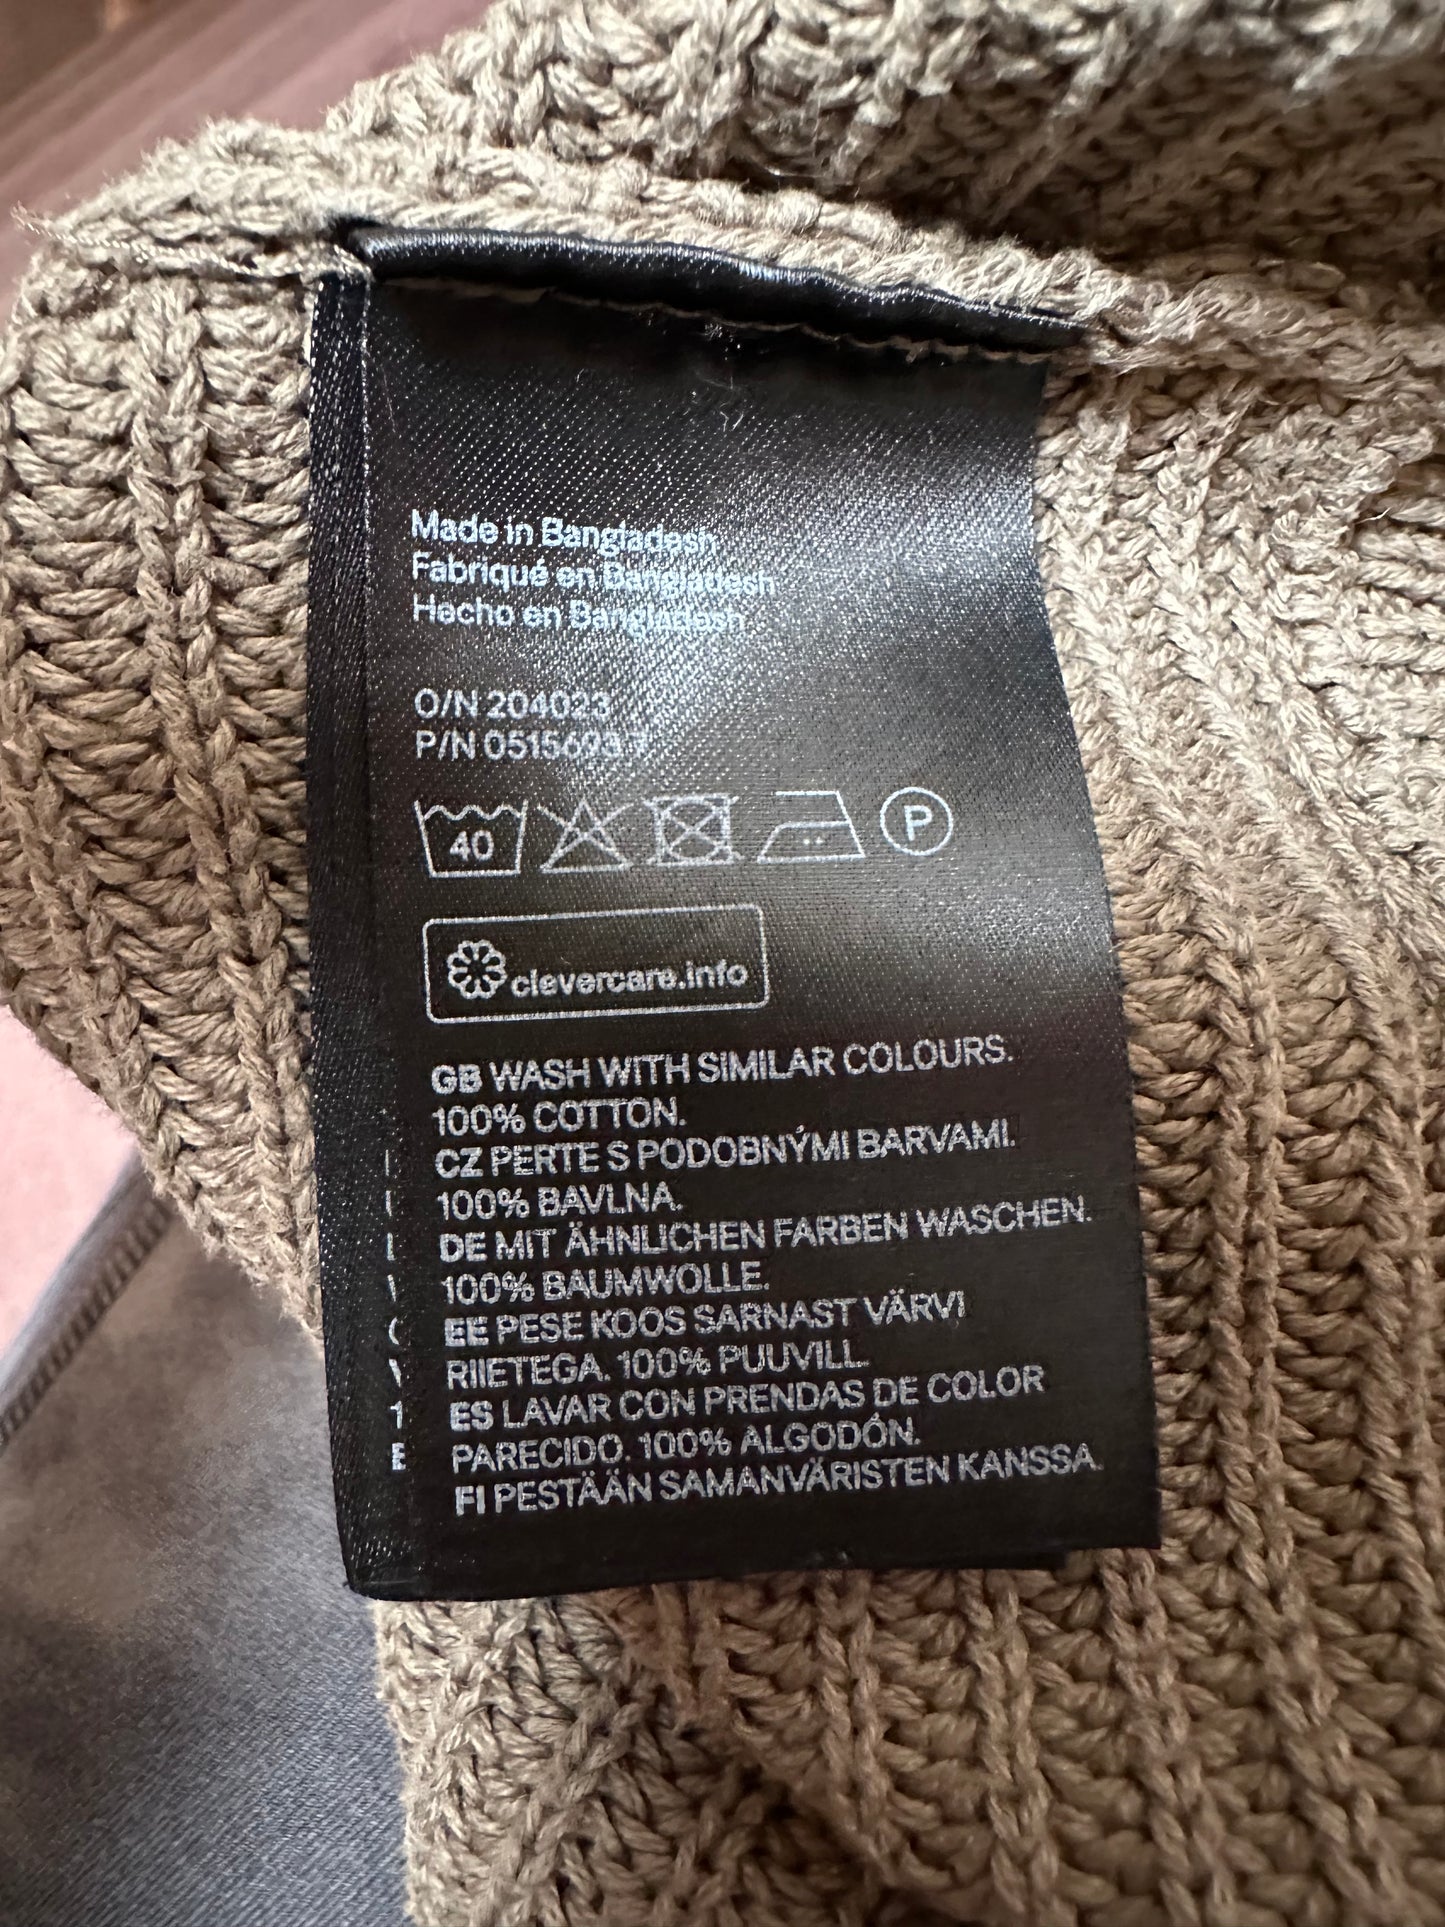 Made in Bangladesh
Fabriqué en Bangladesh
Hecho en Bangladesh
O/N 204023
P/N
40
P
clevercare.info
GB WASH WITH SIMILAR COLOURS.
100% COTTON.
CZ PERTE S PODOBNÝMI BARVAMI.
100% BAVLNA.
DE MIT ÄHNLICHEN FARBEN WASCHEN.
100% BAUMWOLLE.
EE PESE KOOS SARNAST VÄRVI
RIIETEGA. 100% PUUVILL.
ES LAVAR CON PRENDAS DE COLOR
PARECIDO. 100% ALGODÓN.
FI PESTÄÄN SAMANVÄRISTEN KANSSA.